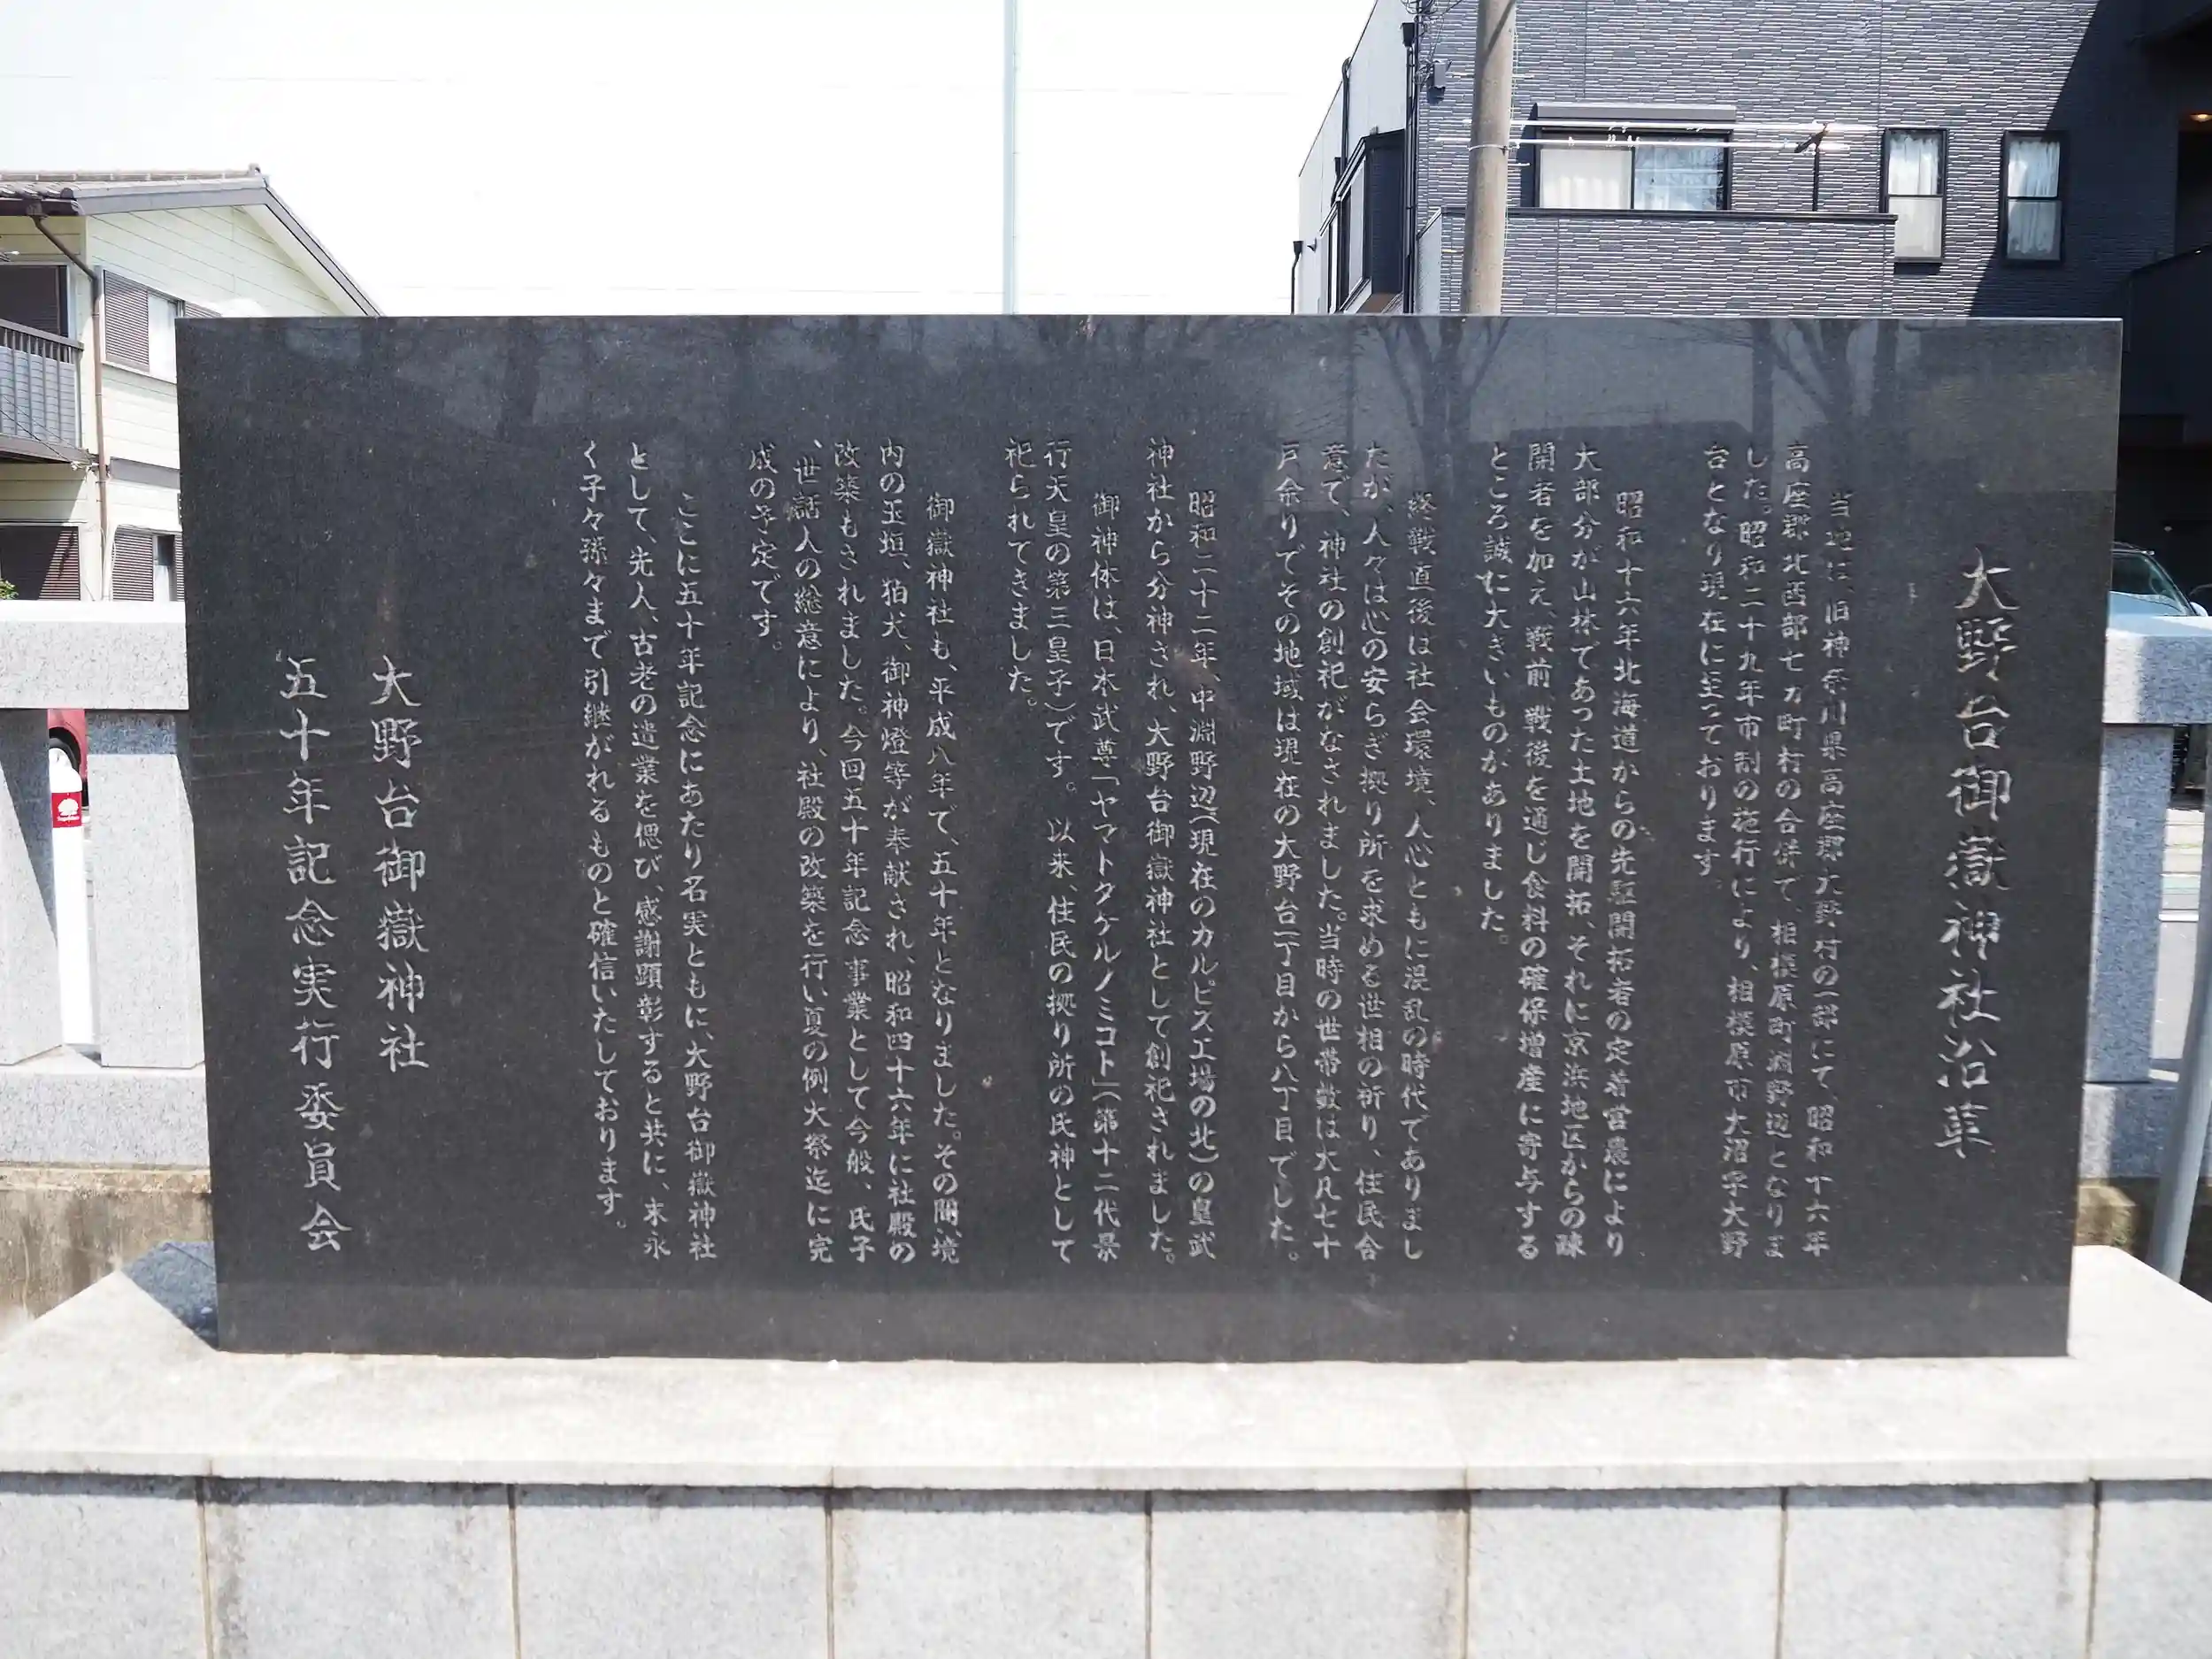 大野台御嶽神社沿革
当地は、旧神奈川県高座郡大野村の一部にて、昭和十六年
高座郡北西部七カ町村の合併で、相模原町淵野辺となりま
した。昭和二十九年市制の施行により、相模原市大沼字大野
台となり現在に至っております。
昭和十六年北海道からの先駆開拓者の定着営農により
大部分が山林であった土地を開拓、それに京浜地区からの疎
開者を加え、戦前戦後を通じ食料の確保増産に寄与する
ところ誠に大きいものがありました。
終戦直後は社会環境、人心ともに混乱の時代でありまし
たが、人々は心の安らぎ拠り所を求める世相の祈り、住民合
意で、神社の創祀がなされました。当時の世帯数は大凡七十
戸余りでその地域は現在の大野台一丁目から八丁目でした。
昭和二十二年、中淵野辺(現在のカルピス工場の北)の皇武
神社から分神され、大野台御嶽神社として創祀されました。
御神体は、日本武尊「ヤマトタケルノミコト」(第十二代景
行天皇の第三皇子)です。以来、住民の拠り所の氏神として
祀られてきました。
御嶽神社も、平成八年で、五十年となりました。その間、境
内の玉垣、狛犬、御神燈等が奉献され、昭和四十六年に社殿の
改築もされました。今回五十年記念事業として今般、氏子
、世話人の総意により、社殿の改築を行い夏の例大祭迄に完
成の予定です。
ここに五十年記念にあたり名実ともに、大野台御嶽神社
として、先人、古老の遺業を偲び、感謝顕彰すると共に、末永
く子々孫々まで引継がれるものと確信いたしております。
大野台御嶽神社
五十年記念実行委員会